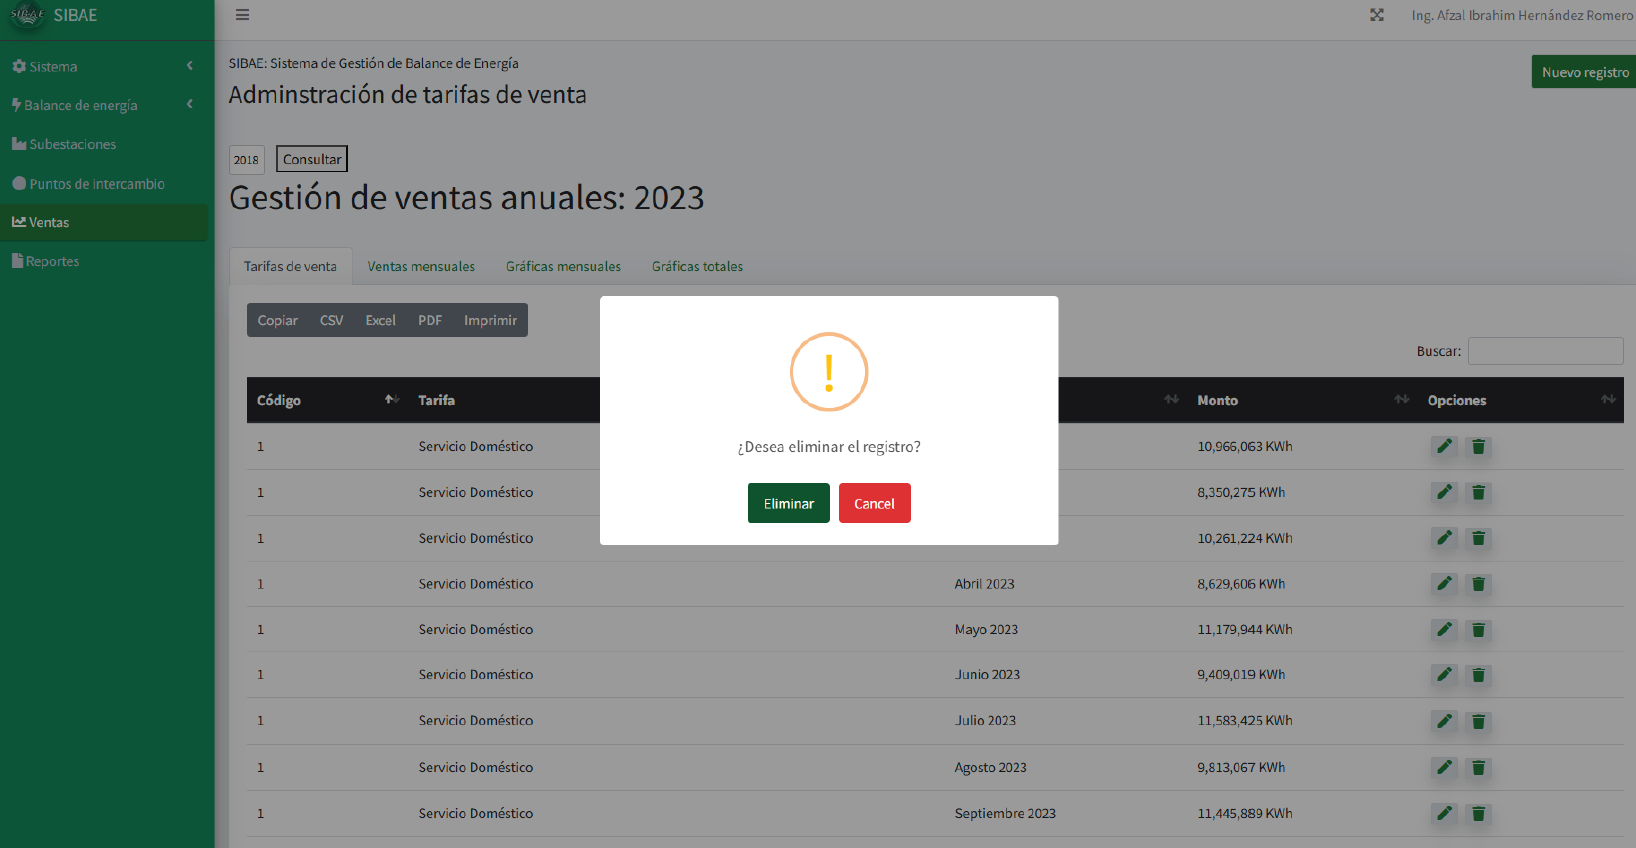 SIBAE
SIBAE
Ing. Afzal Ibrahim Hernández Romero
Sistema
Balance de energía
Subestaciones
Puntos de intercambio
Ventas
Reportes
SIBAE: Sistema de Gestión de Balance de Energía
Adminstración de tarifas de venta
Nuevo registro
2018 Consultar
Gestión de ventas anuales: 2023
Tarifas de venta Ventas mensuales Gráficas mensuales Gráficas totales
Copiar CSV Excel PDF Imprimir
Buscar:
Código Tarifa Monto Opciones
1 Servicio Doméstico 10,966,063 KWh
1 Servicio Doméstico 8,350,275 KWh
1 Servicio Doméstico 10,261,224 KWh
1 Servicio Doméstico Abril 2023 8,629,606 KWh
1 Servicio Doméstico Mayo 2023 11,179,944 KWh
1 Servicio Doméstico Junio 2023 9,409,019 KWh
1 Servicio Doméstico Julio 2023 11,583,425 KWh
1 Servicio Doméstico Agosto 2023 9,813,067 KWh
1 Servicio Doméstico Septiembre 2023 11,445,889 KWh
!
¿Desea eliminar el registro?
Eliminar Cancel